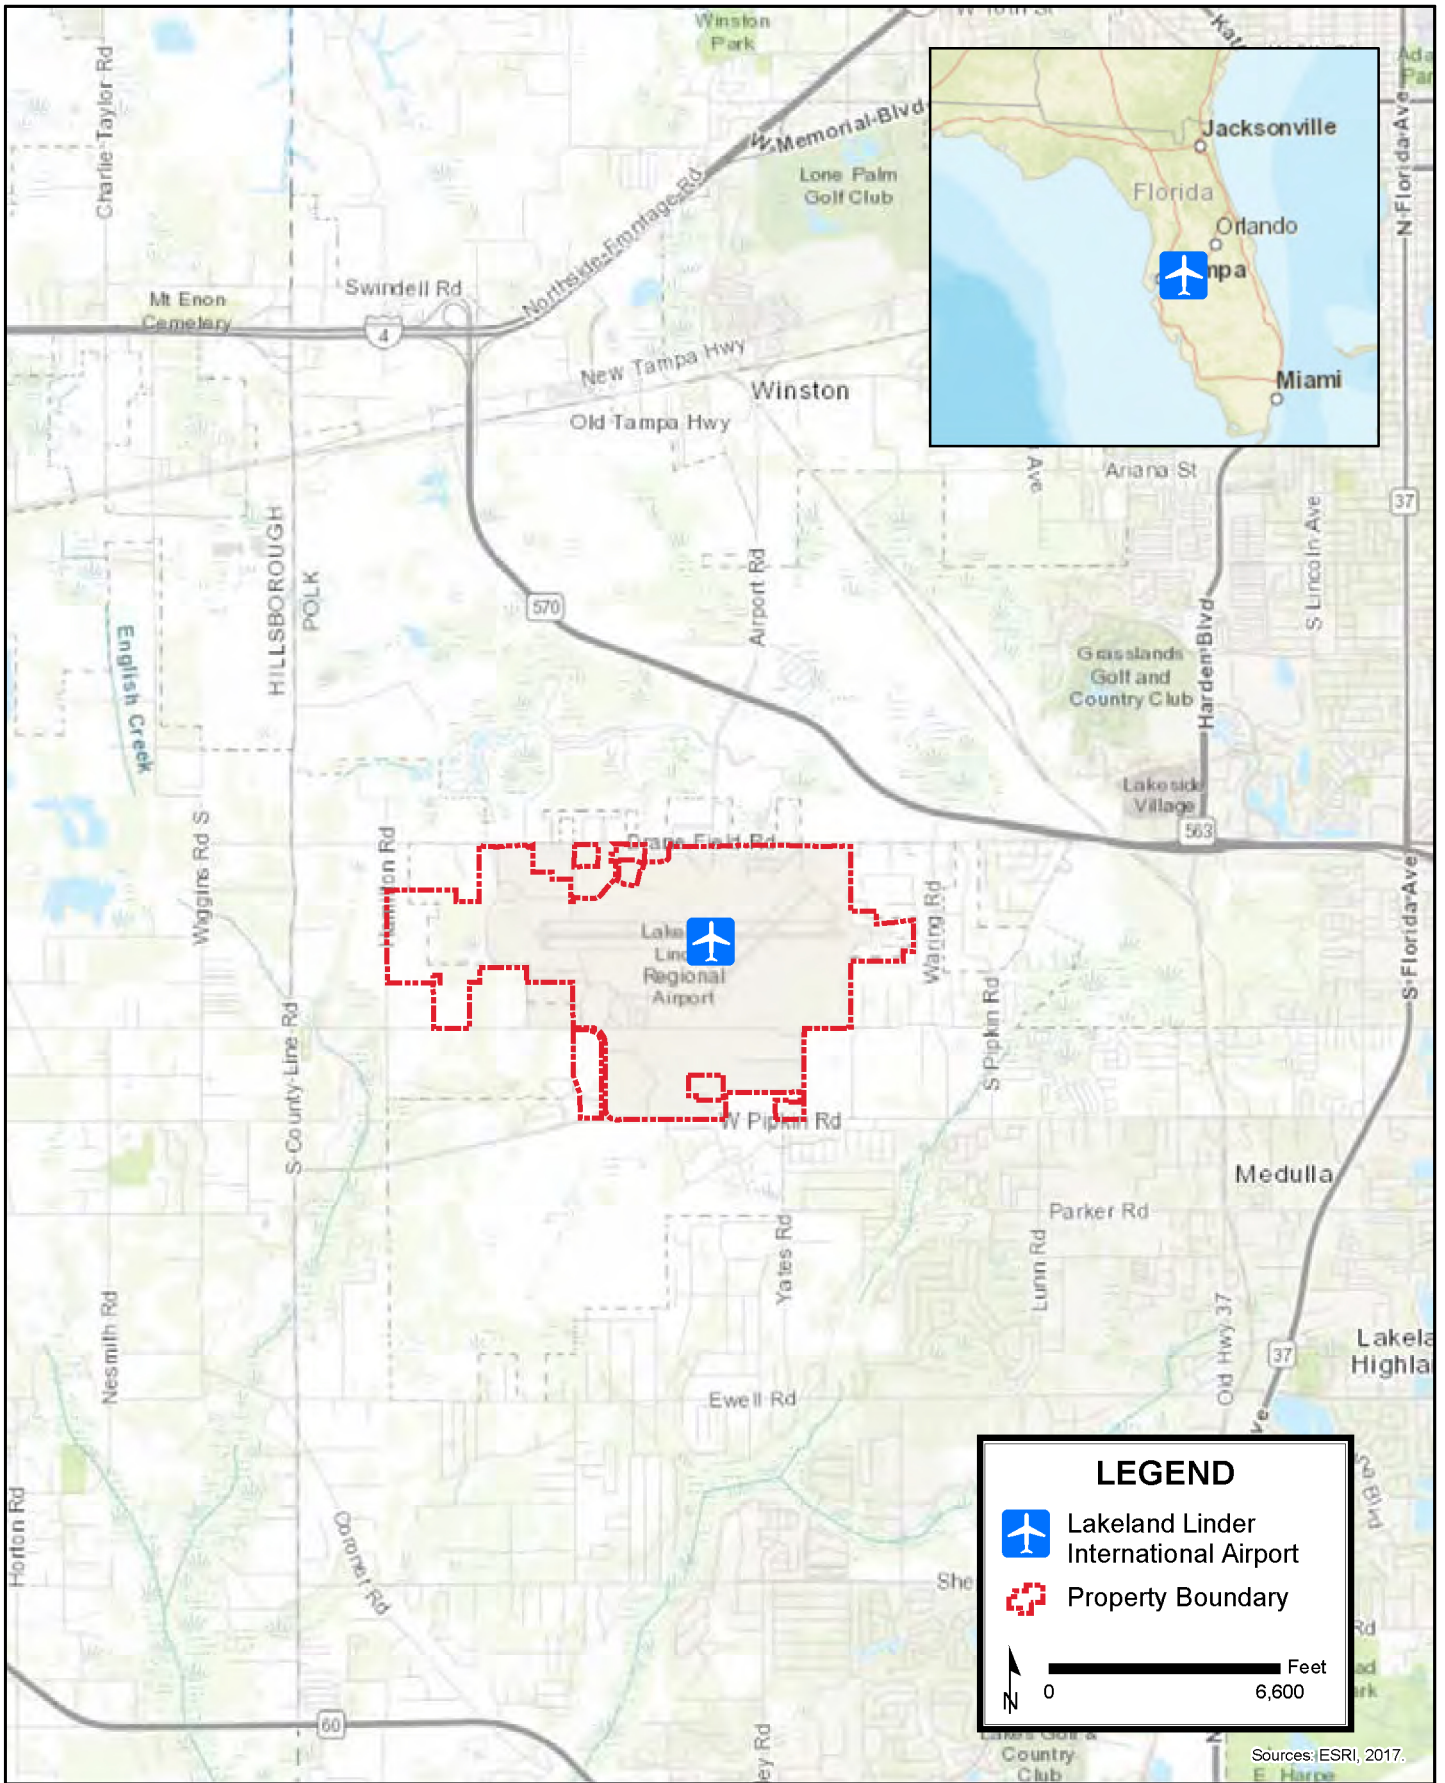 Winston
Park
Charlie Taylor Rd
W Memorial Blvd
Lone Palm
Golf Club
N Florida Ave
Northside Frontage Rd
Jacksonville
Florida
Orlando
Miami
Mt Enon
Cemetery
Swindell Rd
4
New Tampa Hwy
Winston
Old Tampa Hwy
Ave
Ariana St
37
S Lincoln Ave
HILLSBOROUGH
POLK
570
Airport Rd
English Creek
Grasslands
Golf and
Country Club
Harden Blvd
Lakeside
Village
563
Wiggins Rd S
Hamilton Rd
Drane Field Rd
Waring Rd
S Florida Ave
Regional
Airport
S County Line Rd
S Pipkin Rd
W Pipkin Rd
Medulla
Parker Rd
Yates Rd
Lunn Rd
Nesmith Rd
Old Hwy 37
37
Ewell Rd
Horton Rd
Coronet Rd
LEGEND
Lakeland Linder
International Airport
Property Boundary
Feet
0
6,600
N
60
Country
Club
Sources: ESRI, 2017.